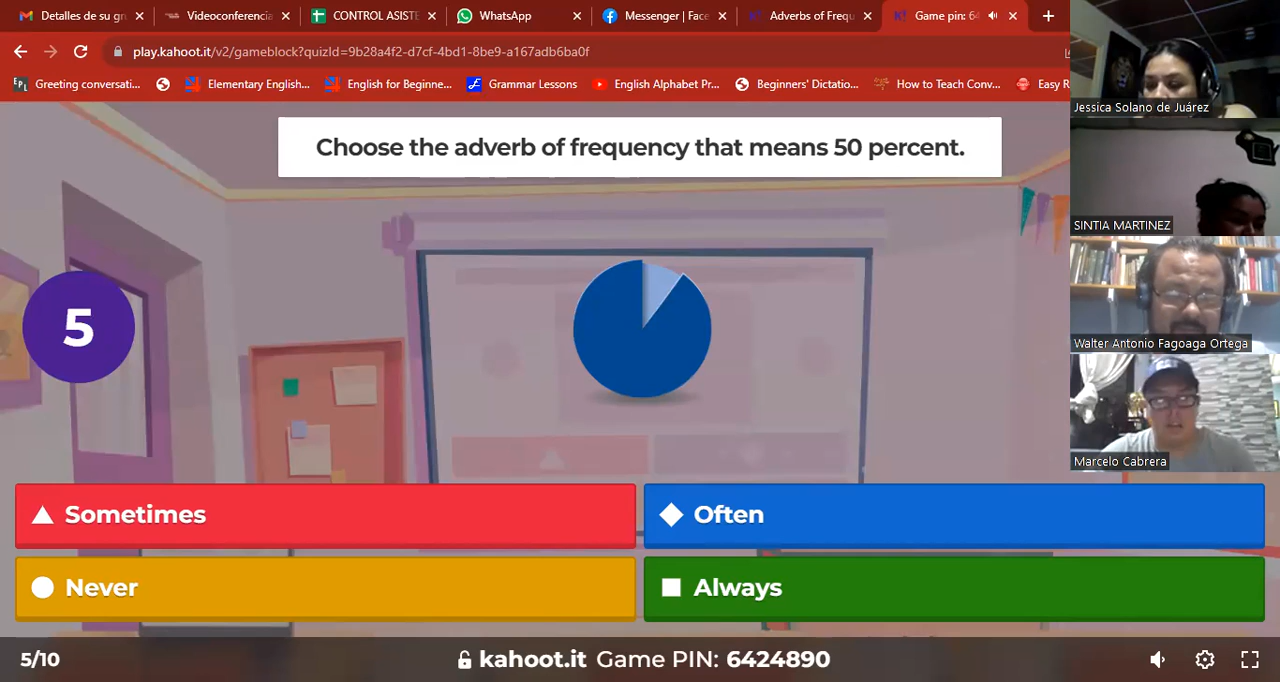 Detalles de su gr
Videoconferencia
CONTROL ASISTE
WhatsApp
Messenger | Face
Adverbs of Frequ
Game pin: 64
play.kahoot.it/v2/gameblock?quizId=9b28a4f2-d7cf-4bd1-8be9-a167adb6ba0f
Greeting conversati...
Elementary English...
English for Beginne...
Grammar Lessons
English Alphabet Pr...
Beginners' Dictatio...
How to Teach Conv...
Easy R
Choose the adverb of frequency that means 50 percent.
5
Jessica Solano de Juárez
SINTIA MARTINEZ
Walter Antonio Fagoaga Ortega
Marcelo Cabrera
Sometimes
Often
Never
Always
5/10
kahoot.it Game PIN: 6424890